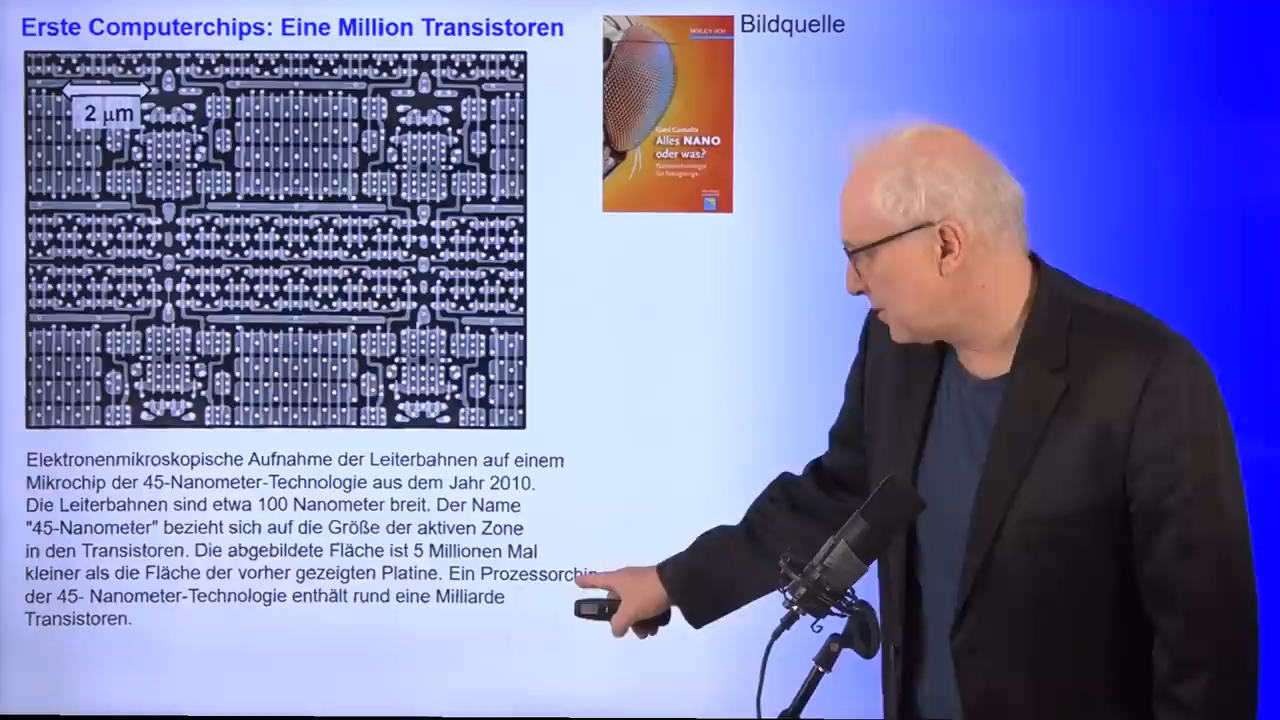 Erste Computerchips: Eine Million Transistoren
Bildquelle
2 µm
WILEY-VCH
Alles NANO
oder was?
Elektronenmikroskopische Aufnahme der Leiterbahnen auf einem
Mikrochip der 45-Nanometer-Technologie aus dem Jahr 2010.
Die Leiterbahnen sind etwa 100 Nanometer breit. Der Name
"45-Nanometer" bezieht sich auf die Größe der aktiven Zone
in den Transistoren. Die abgebildete Fläche ist 5 Millionen Mal
kleiner als die Fläche der vorher gezeigten Platine. Ein Prozessorchip
der 45- Nanometer-Technologie enthält rund eine Milliarde
Transistoren.